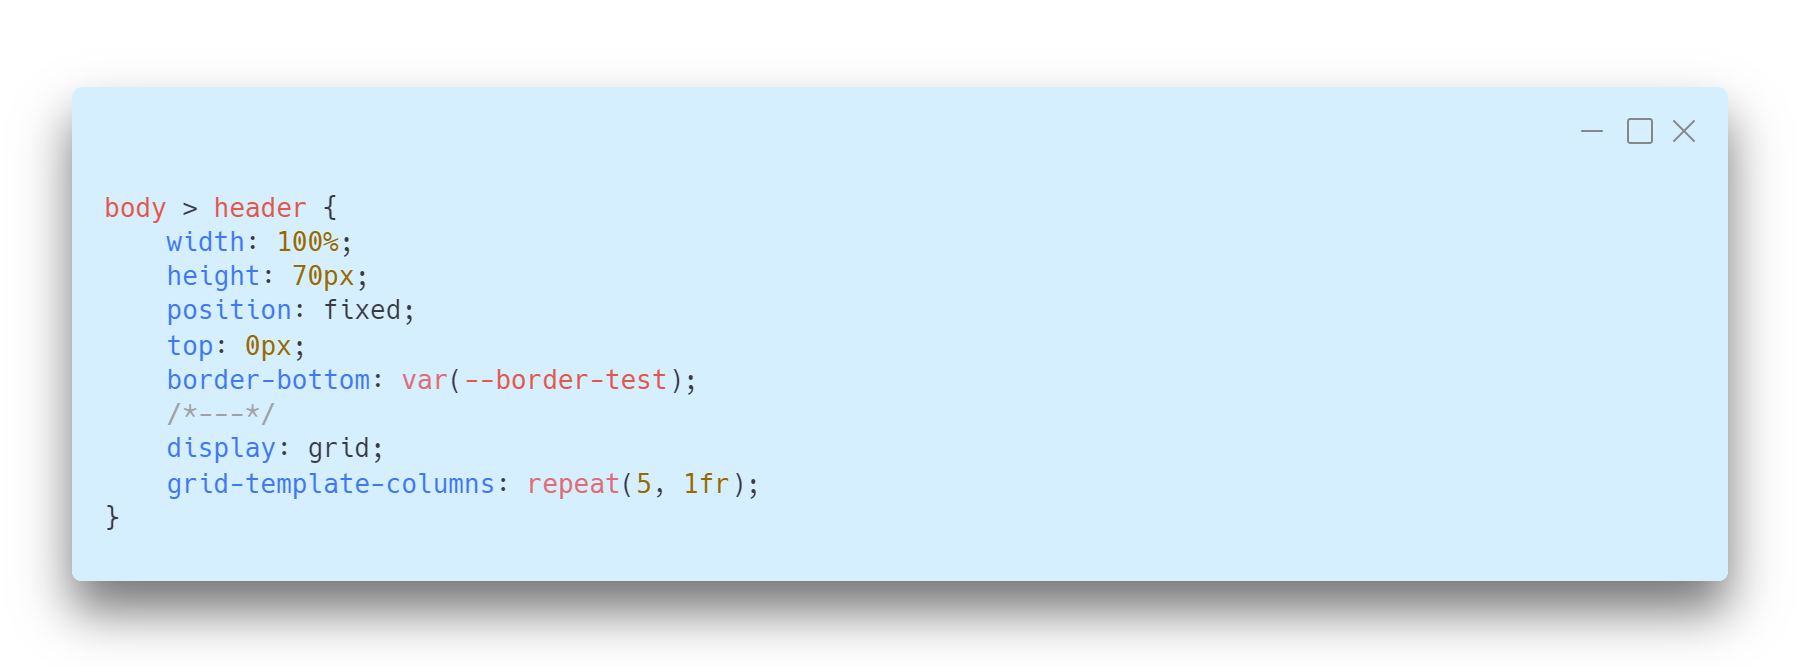 body > header {
    width: 100%;
    height: 70px;
    position: fixed;
    top: 0px;
    border-bottom: var(--border-test);
    /*---*/
    display: grid;
    grid-template-columns: repeat(5, 1fr);
}